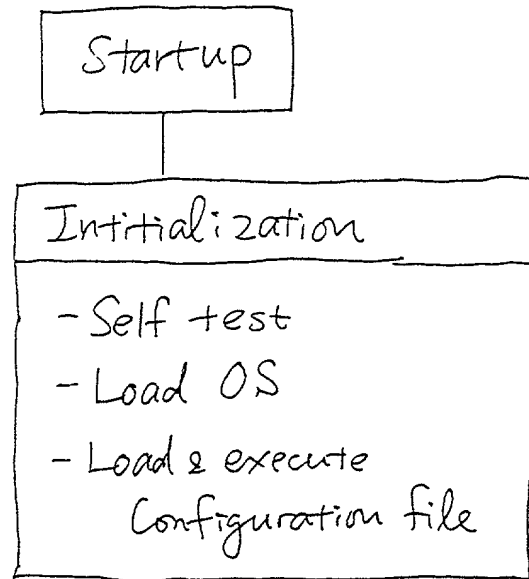 Startup
Intitialization
- Self test
- Load OS
- Load & execute
Configuration file